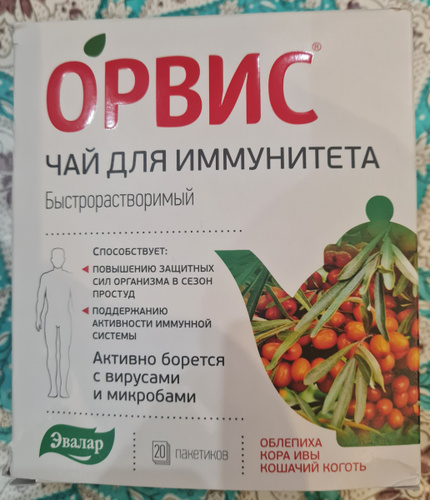 ОРВИС®
ЧАЙ ДЛЯ ИММУНИТЕТА
Быстрорастворимый
СПОСОБСТВУЕТ:
ПОВЫШЕНИЮ ЗАЩИТНЫХ
СИЛ ОРГАНИЗМА В СЕЗОН
ПРОСТУД
ПОДДЕРЖАНИЮ
АКТИВНОСТИ ИММУННОЙ
СИСТЕМЫ
Активно борется
с вирусами
и микробами
Эвалар
20 пакетиков
ОБЛЕПИХА
КОРА ИВЫ
КОШАЧИЙ КОГОТЬ